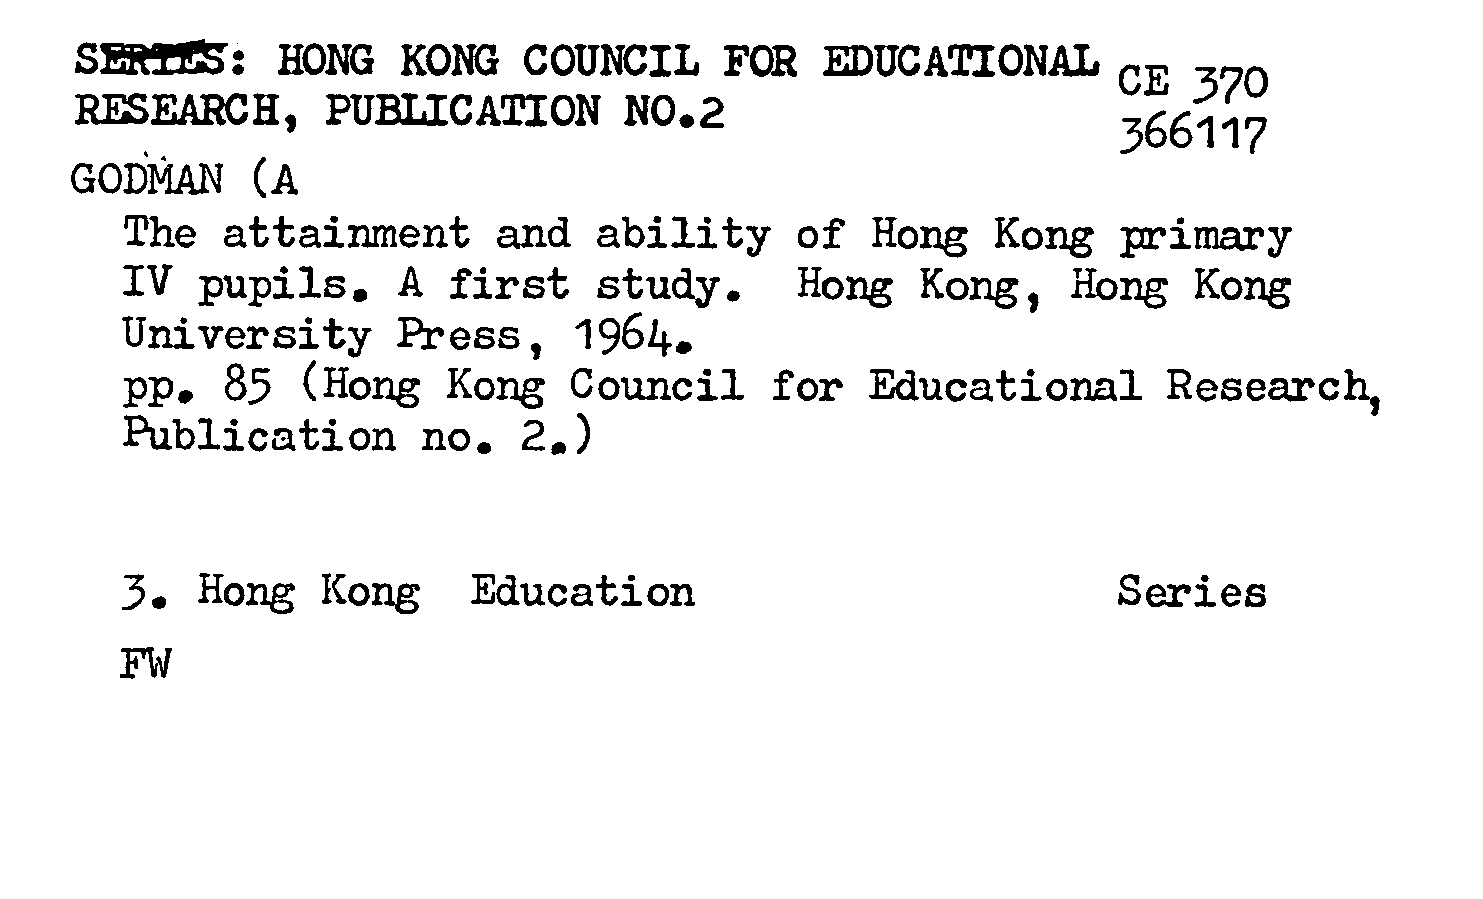 SERIES: HONG KONG COUNCIL FOR EDUCATIONAL
RESEARCH, PUBLICATION NO.2
CE 370
366117
GODMAN (A
The attainment and ability of Hong Kong primary
IV pupils. A first study. Hong Kong, Hong Kong
University Press, 1964.
pp. 85 (Hong Kong Council for Educational Research,
Publication no. 2.)
3. Hong Kong Education Series
FW